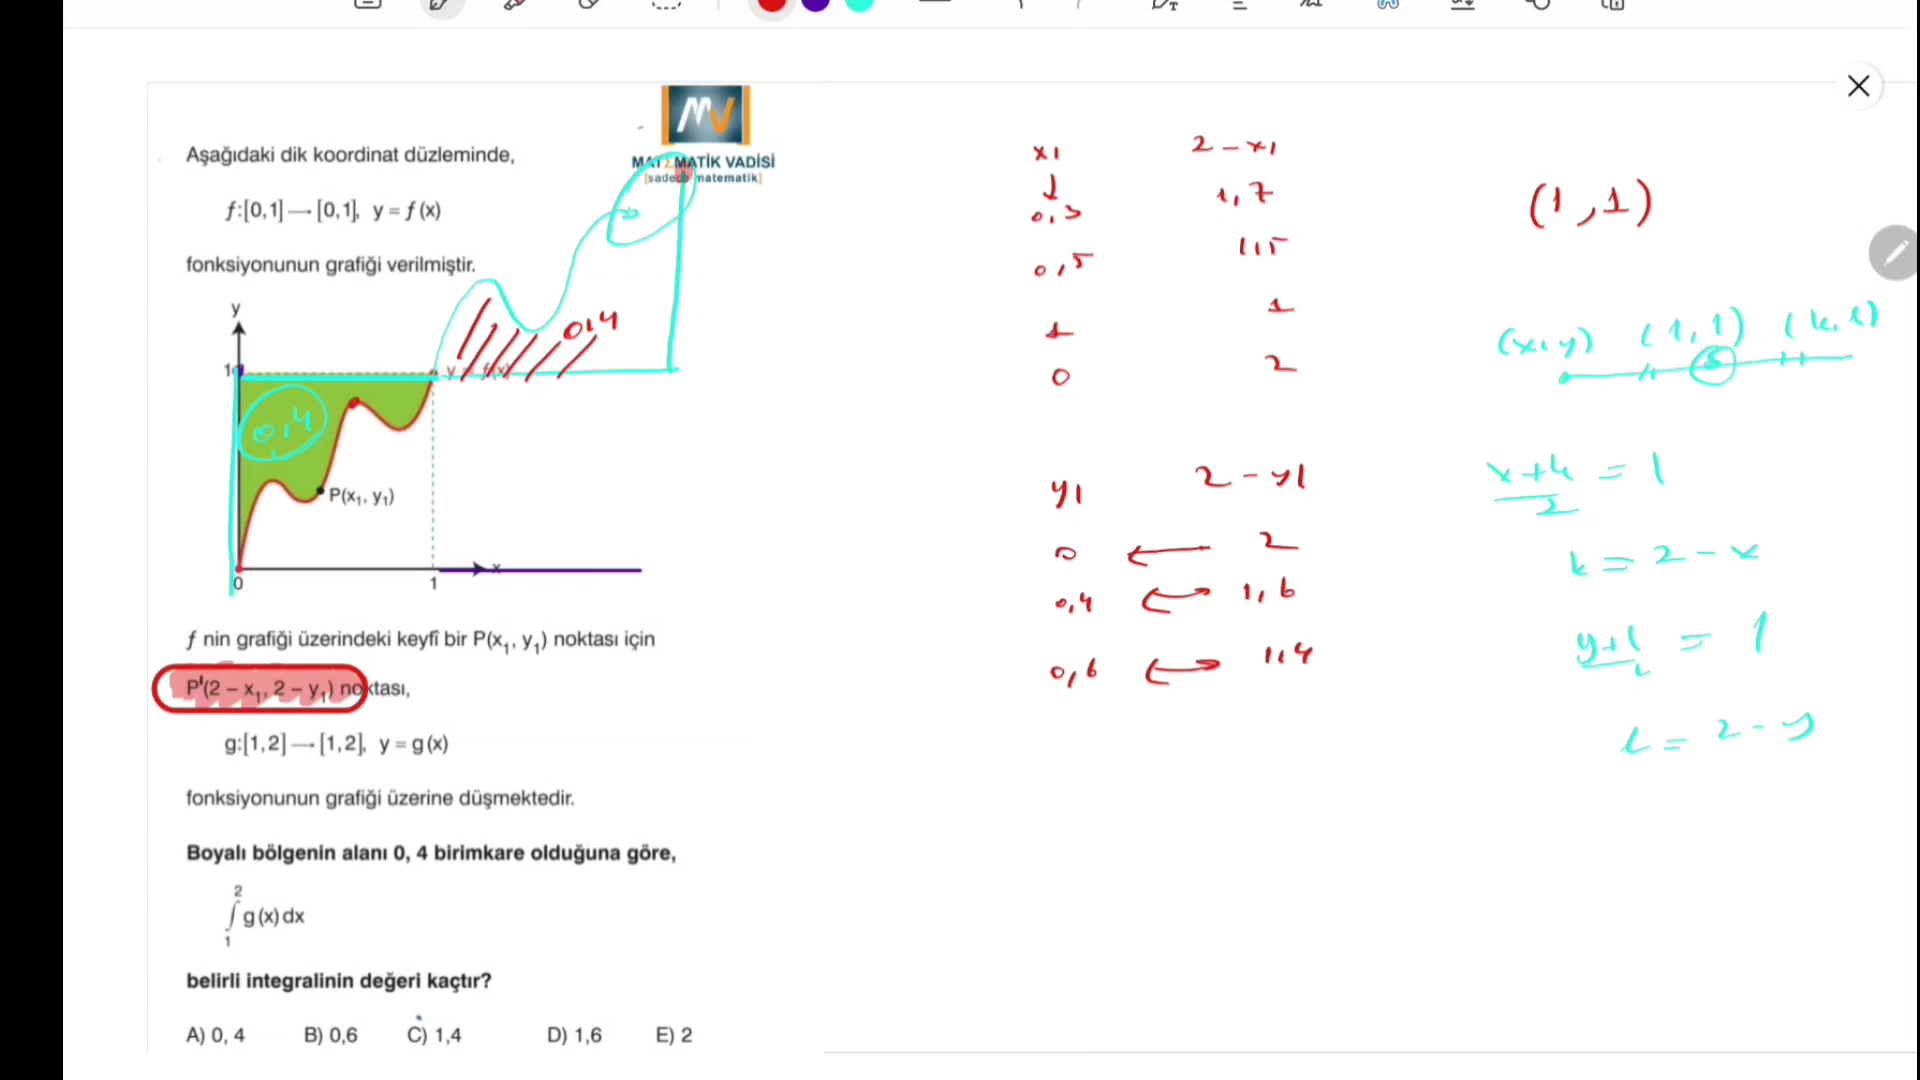 MATEMATİK VADİSİ
[sadece matematik]
Aşağıdaki dik koordinat düzleminde,
f:[0,1] → [0,1], y = f(x)
fonksiyonunun grafiği verilmiştir.
y
1
0,4
y = f(x)
0,4
P(x₁, y₁)
x
0
1
f nin grafiği üzerindeki keyfî bir P(x₁, y₁) noktası için
P'(2 – x₁, 2 – y₁) noktası,
g:[1,2] → [1,2], y = g(x)
fonksiyonunun grafiği üzerine düşmektedir.
Boyalı bölgenin alanı 0, 4 birimkare olduğuna göre,
2
∫ g(x) dx
1
belirli integralinin değeri kaçtır?
A) 0, 4 B) 0,6 C) 1,4 D) 1,6 E) 2
x1 2 - x1
↓
0,3 1,7
0,5 1,5
1 1
0 2
y1 2 - y1
0 ← 2
0,4 ↔ 1,6
0,6 ↔ 1,4
(1,1)
(x,y) (1,1) (k,l)
x+k = 1
2
k = 2 - x
y+l = 1
2
l = 2 - y